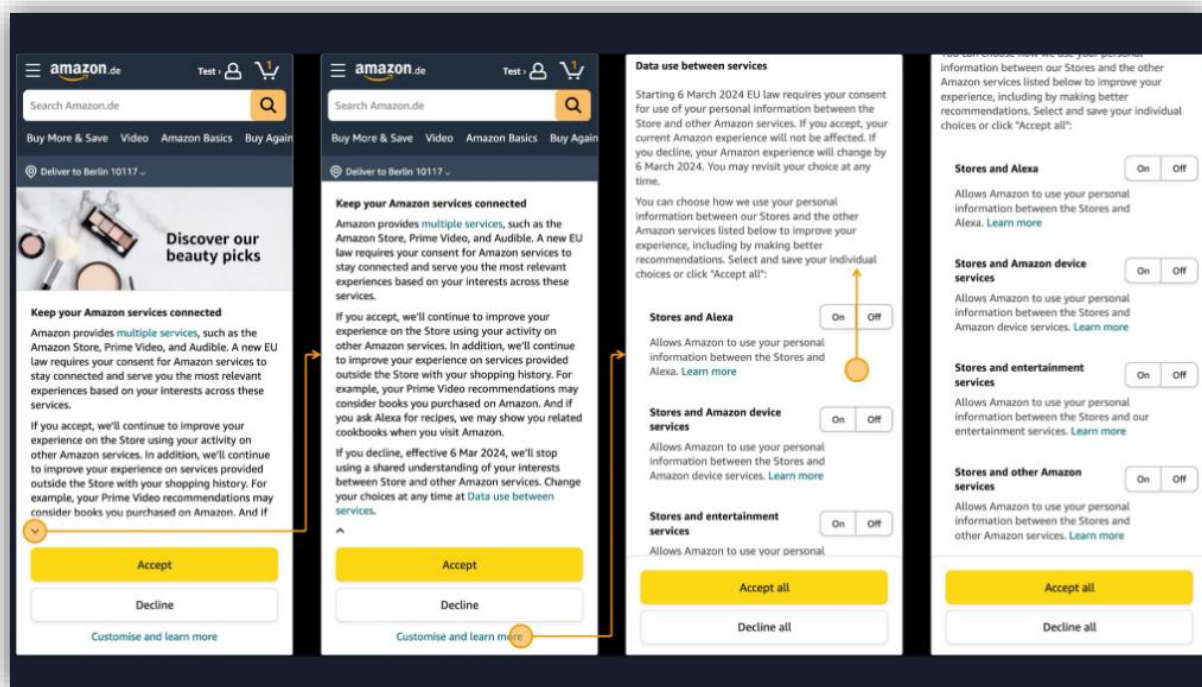 amazon.de
Test ›
1
Search Amazon.de
Buy More & Save Video Amazon Basics Buy Again
Deliver to Berlin 10117
Discover our
beauty picks
Keep your Amazon services connected
Amazon provides multiple services, such as the
Amazon Store, Prime Video, and Audible. A new EU
law requires your consent for Amazon services to
stay connected and serve you the most relevant
experiences based on your interests across these
services.
If you accept, we'll continue to improve your
experience on the Store using your activity on
other Amazon services. In addition, we'll continue
to improve your experience on services provided
outside the Store with your shopping history. For
example, your Prime Video recommendations may
consider books you purchased on Amazon. And if
Accept
Decline
Customise and learn more
amazon.de
Test ›
1
Search Amazon.de
Buy More & Save Video Amazon Basics Buy Again
Deliver to Berlin 10117
Keep your Amazon services connected
Amazon provides multiple services, such as the
Amazon Store, Prime Video, and Audible. A new EU
law requires your consent for Amazon services to
stay connected and serve you the most relevant
experiences based on your interests across these
services.
If you accept, we'll continue to improve your
experience on the Store using your activity on
other Amazon services. In addition, we'll continue
to improve your experience on services provided
outside the Store with your shopping history. For
example, your Prime Video recommendations may
consider books you purchased on Amazon. And if
you ask Alexa for recipes, we may show you related
cookbooks when you visit Amazon.
If you decline, effective 6 Mar 2024, we'll stop
using a shared understanding of your interests
between Store and other Amazon services. Change
your choices at any time at Data use between
services.
Accept
Decline
Customise and learn more
Data use between services
Starting 6 March 2024 EU law requires your consent
for use of your personal information between the
Store and other Amazon services. If you accept, your
current Amazon experience will not be affected. If
you decline, your Amazon experience will change by
6 March 2024. You may revisit your choice at any
time.
You can choose how we use your personal
information between our Stores and the other
Amazon services listed below to improve your
experience, including by making better
recommendations. Select and save your individual
choices or click "Accept all":
Stores and Alexa On Off
Allows Amazon to use your personal
information between the Stores and
Alexa. Learn more
Stores and Amazon device
services On Off
Allows Amazon to use your personal
information between the Stores and
Amazon device services. Learn more
Stores and entertainment
services On Off
Allows Amazon to use your personal
Accept all
Decline all
You can choose how we use your personal
information between our Stores and the other
Amazon services listed below to improve your
experience, including by making better
recommendations. Select and save your individual
choices or click "Accept all":
Stores and Alexa On Off
Allows Amazon to use your personal
information between the Stores and
Alexa. Learn more
Stores and Amazon device
services On Off
Allows Amazon to use your personal
information between the Stores and
Amazon device services. Learn more
Stores and entertainment
services On Off
Allows Amazon to use your personal
information between the Stores and our
entertainment services. Learn more
Stores and other Amazon
services On Off
Allows Amazon to use your personal
information between the Stores and
other Amazon services. Learn more
Accept all
Decline all